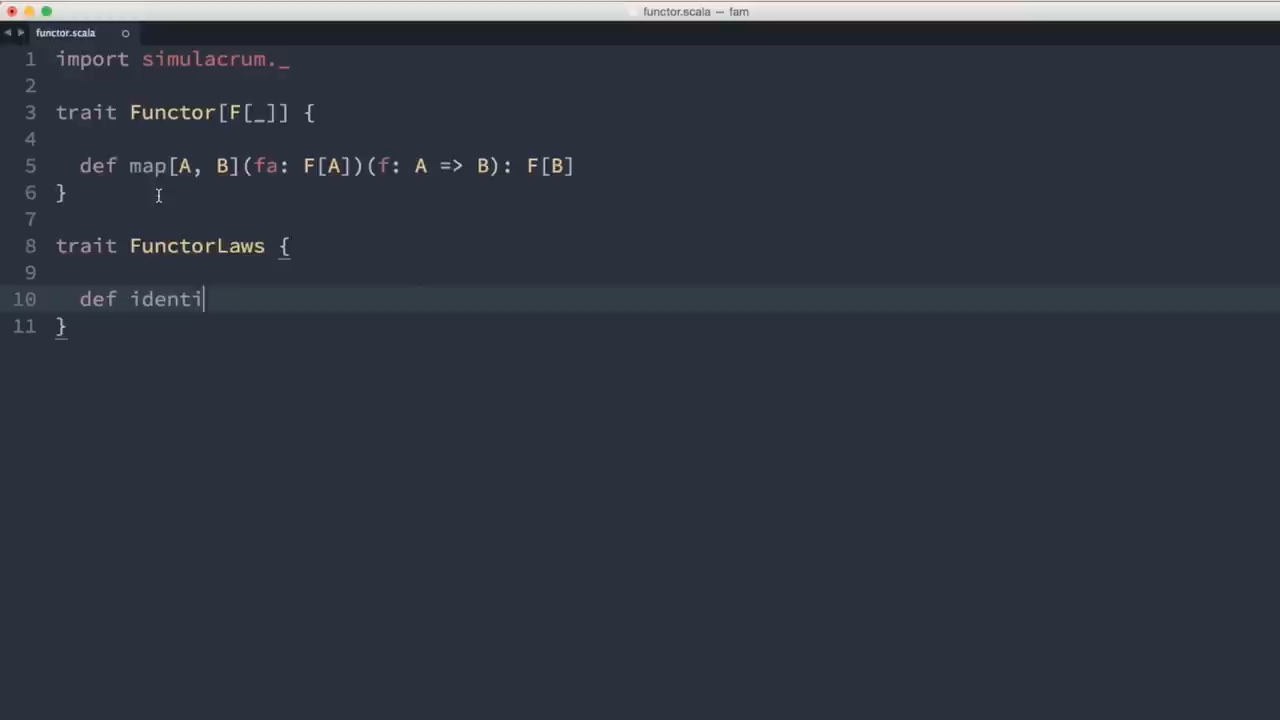 functor.scala — fam
functor.scala
1 import simulacrum._
2
3 trait Functor[F[_]] {
4
5   def map[A, B](fa: F[A])(f: A => B): F[B]
6 }
7
8 trait FunctorLaws {
9
10   def identi
11 }